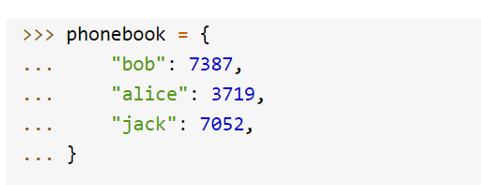 >>> phonebook = {
...     "bob": 7387,
...     "alice": 3719,
...     "jack": 7052,
... }